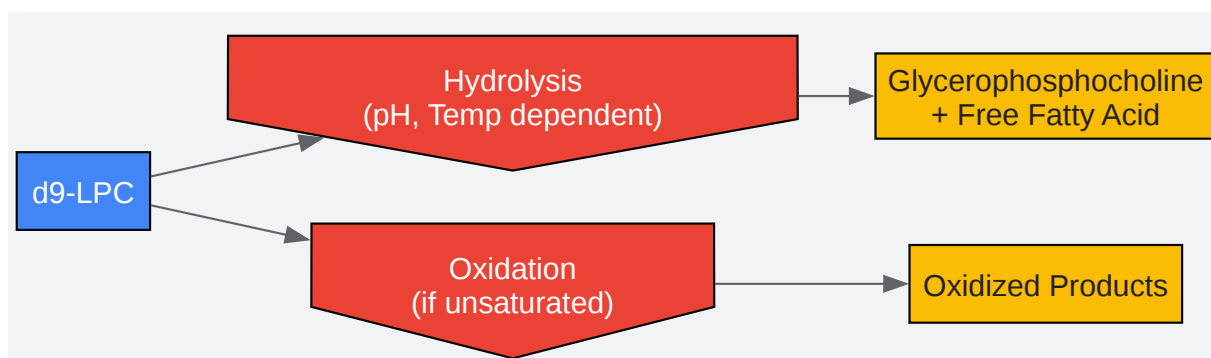 d9-LPC
Hydrolysis
(pH, Temp dependent)
Glycerophosphocholine
+ Free Fatty Acid
Oxidation
(if unsaturated)
Oxidized Products